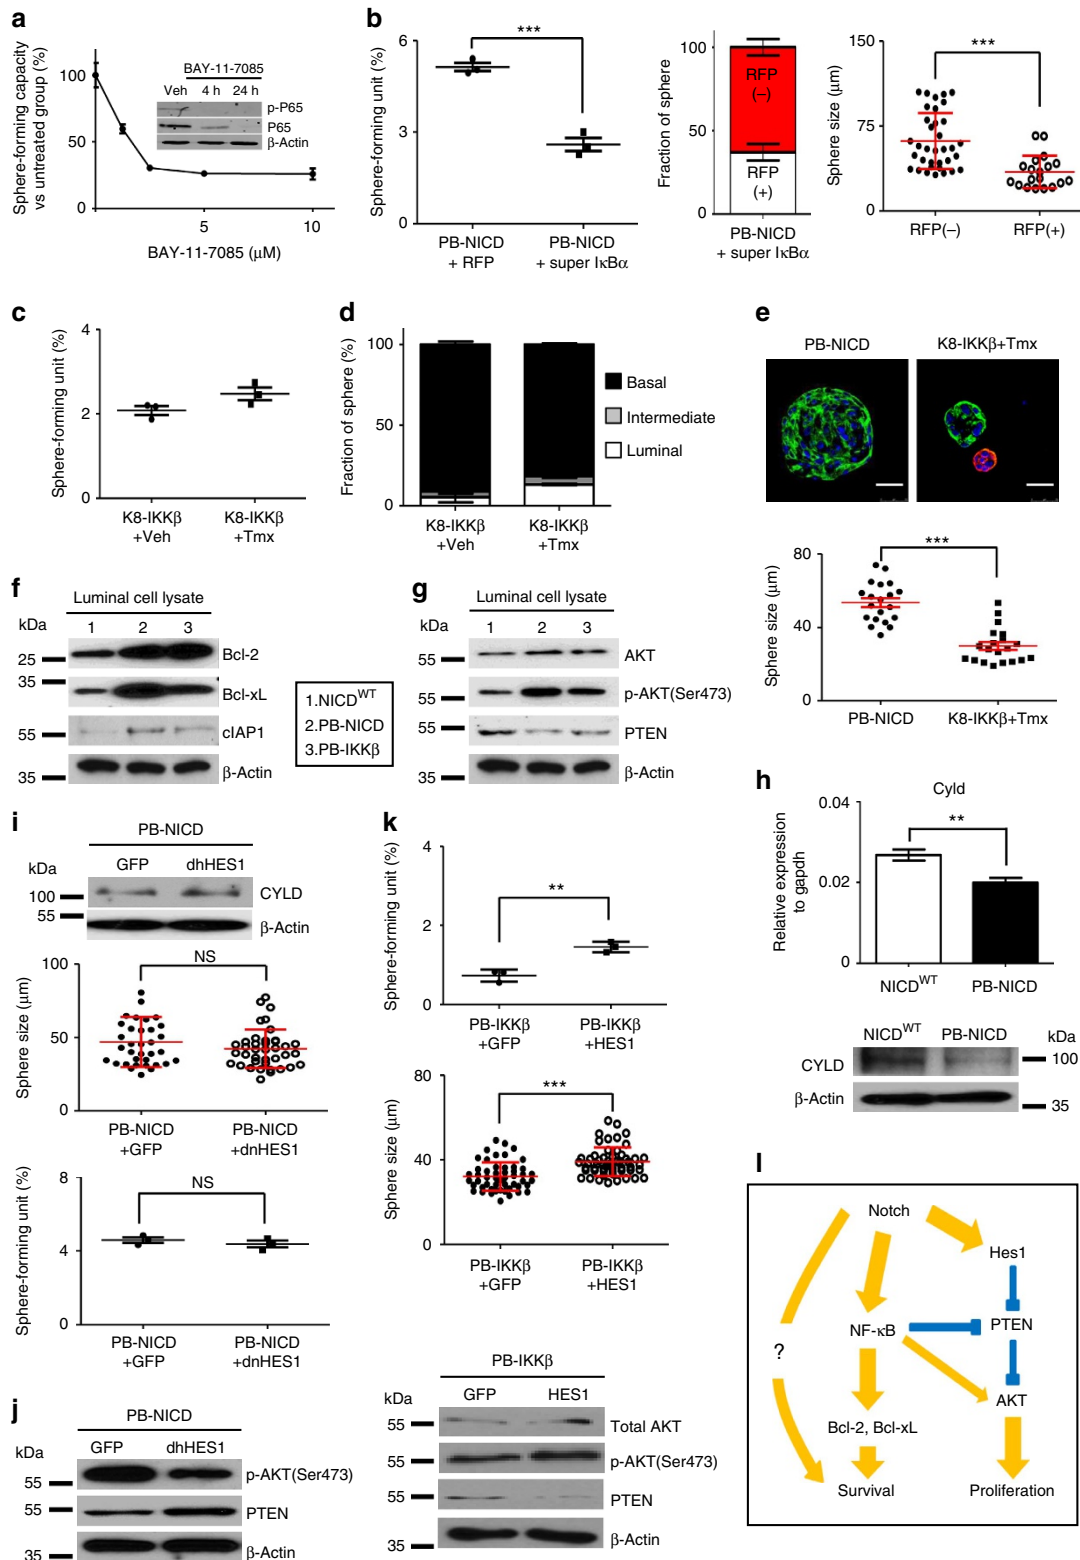 a
Sphere-forming capacity
vs untreated group (%)
100
50
0
5
10
BAY-11-7085 (μM)
BAY-11-7085
Veh 4 h 24 h
p-P65
P65
β-Actin
b
Sphere-forming unit (%)
6
3
0
***
PB-NICD
+ RFP
PB-NICD
+ super IκBα
Fraction of sphere
100
50
0
RFP
(−)
RFP
(+)
PB-NICD
+ super IκBα
Sphere size (μm)
150
75
0
***
RFP(−)
RFP(+)
c
Sphere-forming unit (%)
4
2
0
K8-IKKβ
+Veh
K8-IKKβ
+Tmx
d
Fraction of sphere (%)
100
50
0
Basal
Intermediate
Luminal
K8-IKKβ
+Veh
K8-IKKβ
+Tmx
e
PB-NICD
K8-IKKβ+Tmx
Sphere size (μm)
80
40
0
***
PB-NICD
K8-IKKβ+Tmx
f
Luminal cell lysate
kDa
1 2 3
25
Bcl-2
35
Bcl-xL
55
cIAP1
35
β-Actin
1.NICDWT
2.PB-NICD
3.PB-IKKβ
g
Luminal cell lysate
kDa
1 2 3
55
AKT
55
p-AKT(Ser473)
55
PTEN
35
β-Actin
h
Cyld
Relative expression
to gapdh
0.04
0.02
0
**
NICDWT
PB-NICD
NICDWT PB-NICD
kDa
CYLD
100
β-Actin
35
i
PB-NICD
kDa
GFP dhHES1
100
CYLD
55
β-Actin
Sphere size (μm)
100
50
0
NS
PB-NICD
+GFP
PB-NICD
+dnHES1
Sphere-forming unit (%)
8
4
0
NS
PB-NICD
+GFP
PB-NICD
+dnHES1
j
PB-NICD
kDa
GFP dhHES1
55
p-AKT(Ser473)
55
PTEN
35
β-Actin
k
Sphere-forming unit (%)
4
2
0
**
PB-IKKβ
+GFP
PB-IKKβ
+HES1
Sphere size (μm)
80
40
0
***
PB-IKKβ
+GFP
PB-IKKβ
+HES1
PB-IKKβ
kDa
GFP HES1
55
Total AKT
55
p-AKT(Ser473)
55
PTEN
35
β-Actin
l
Notch
Hes1
NF-κB
PTEN
?
AKT
Bcl-2, Bcl-xL
Survival
Proliferation